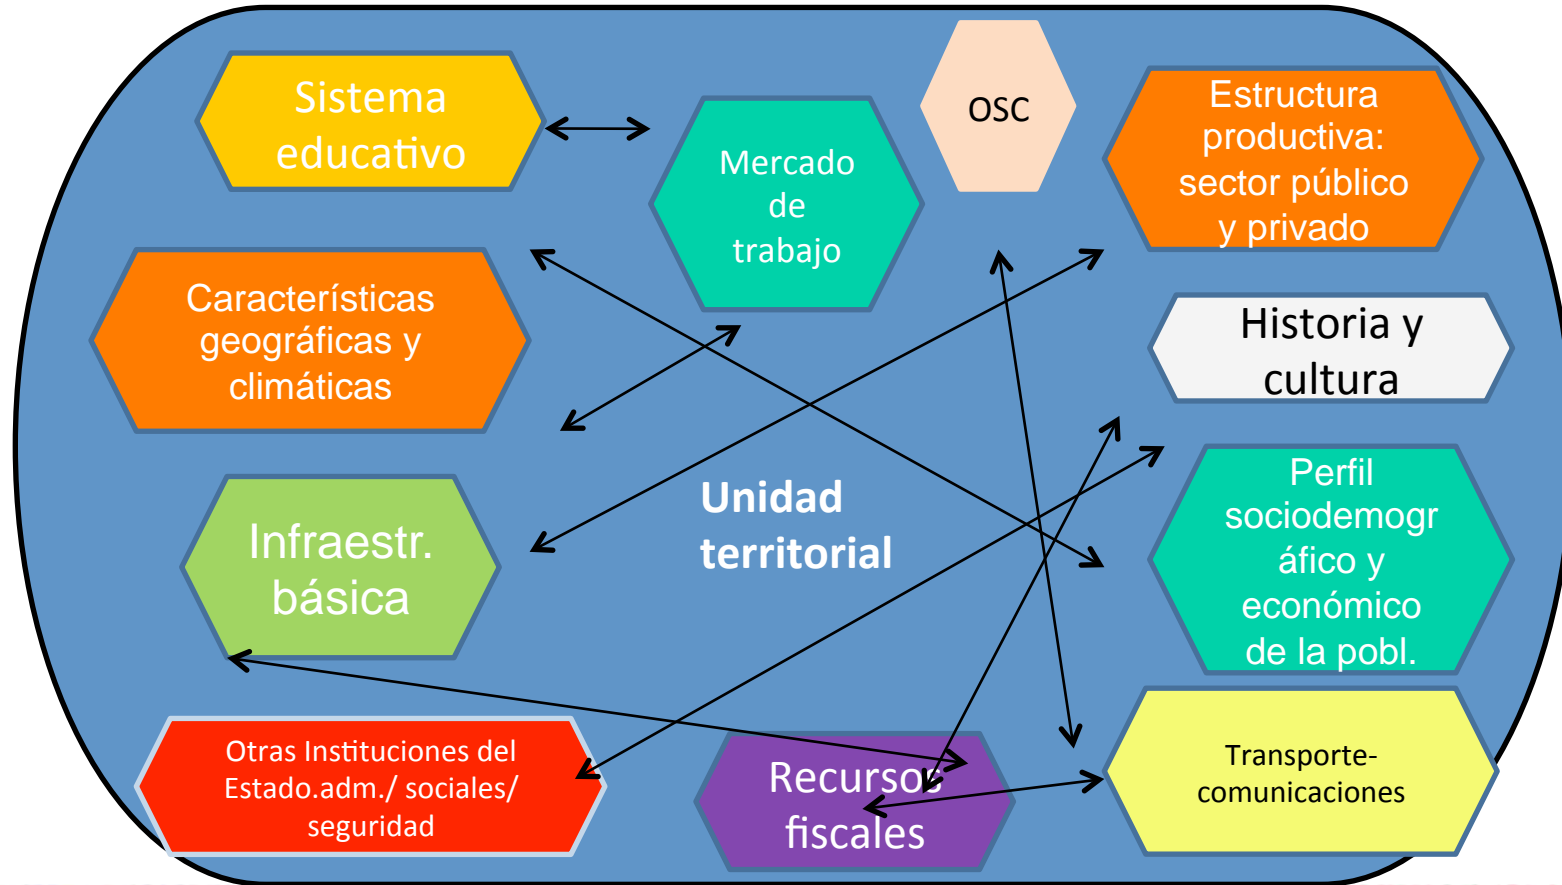 Sistema
educativo
Mercado
de
trabajo
OSC
Estructura
productiva:
sector público
y privado
Características
geográficas y
climáticas
Historia y
cultura
Infraestr.
básica
Unidad
territorial
Perfil
sociodemogr
áfico y
económico
de la pobl.
Otras Instituciones del
Estado.adm./ sociales/
seguridad
Recursos
fiscales
Transporte-
comunicaciones